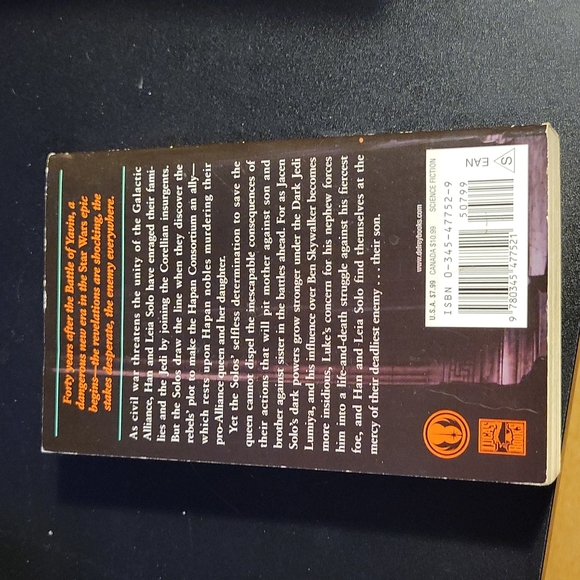 Forty years after the Battle of Yavin, a
dangerous new era in the Star Wars epic
begins—the revelations are shocking, the
stakes desperate, the enemy everywhere.
As civil war threatens the unity of the Galactic
Alliance, Han and Leia Solo have enraged their fami-
lies and the Jedi by joining the Corellian insurgents.
But the Solos draw the line when they discover the
rebels' plot to make the Hapan Consortium an ally—
which rests upon Hapan nobles murdering their
pro-Alliance queen and her daughter.
Yet the Solos' selfless determination to save the
queen cannot dispel the inescapable consequences of
their actions that will pit mother against son and
brother against sister in the battles ahead. For as Jacen
Solo's dark powers grow stronger under the Dark Jedi
Lumiya, and his influence over Ben Skywalker becomes
more insidious, Luke's concern for his nephew forces
him into a life-and-death struggle against his fiercest
foe, and Han and Leia Solo find themselves at the
mercy of their deadliest enemy . . . their son.
www.delreybooks.com
U.S.A. $7.99 CANADA $10.99 SCIENCE FICTION
ISBN 0-345-47752-9
50799
9 780345 477521
EAN
S
LUCAS
BOOKS